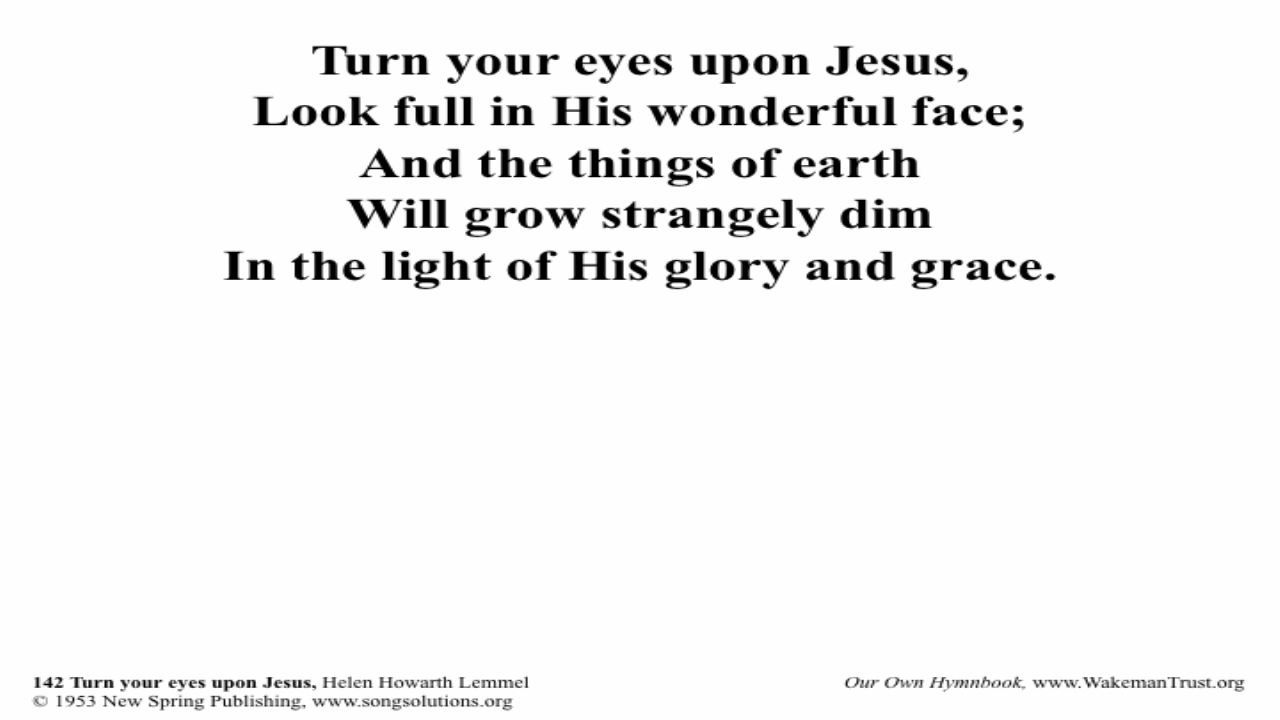 Turn your eyes upon Jesus,
Look full in His wonderful face;
And the things of earth
Will grow strangely dim
In the light of His glory and grace.
142 Turn your eyes upon Jesus, Helen Howarth Lemmel
© 1953 New Spring Publishing, www.songsolutions.org
Our Own Hymnbook, www.WakemanTrust.org